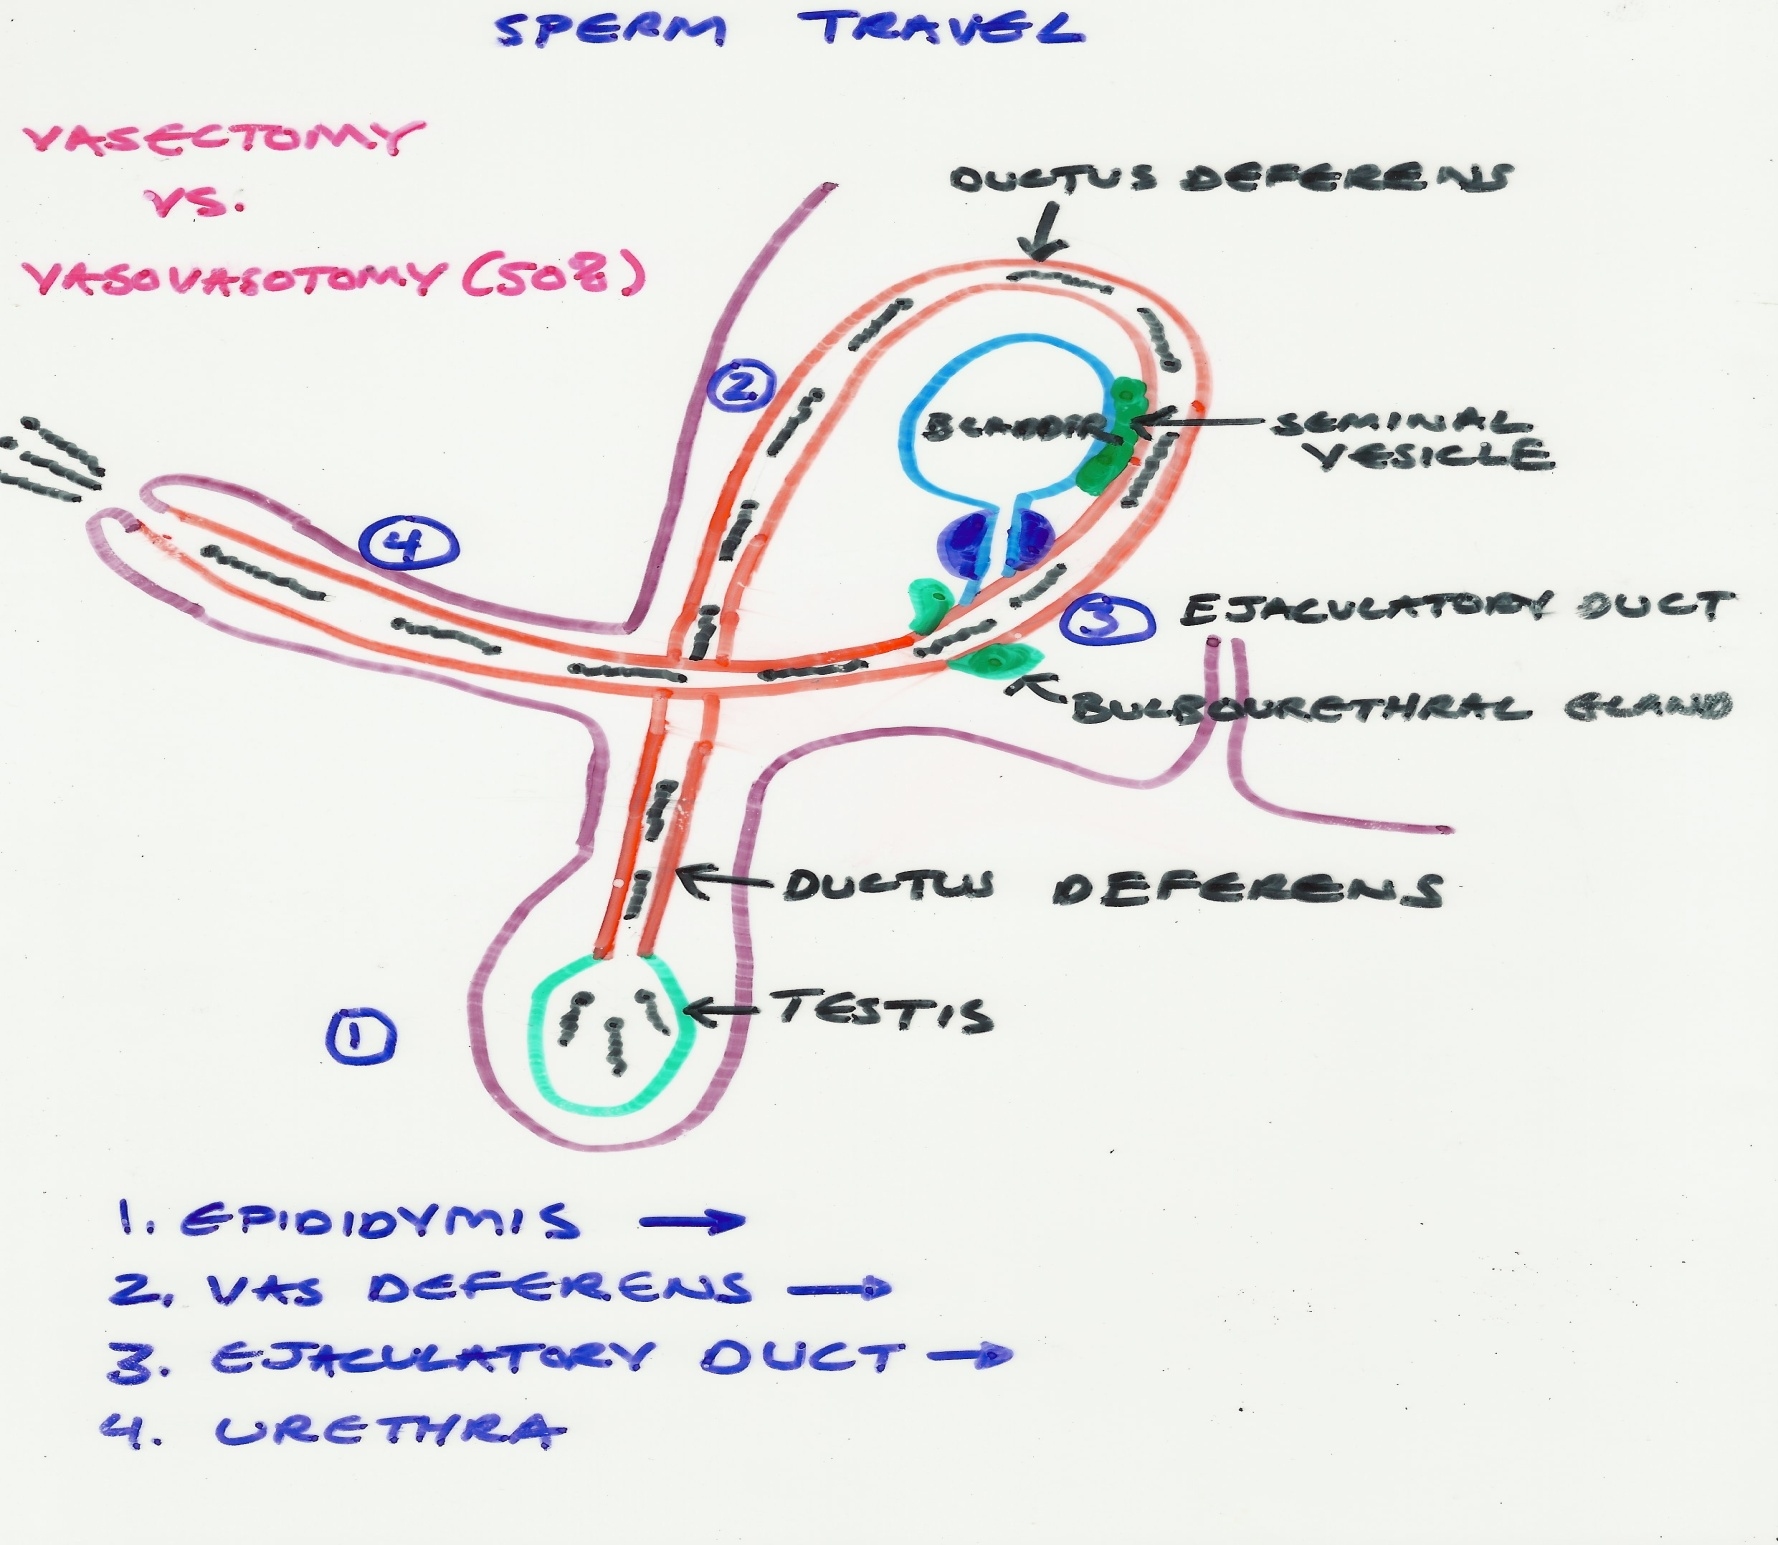 SPERM TRAVEL
VASECTOMY
VS.
VASOVASOTOMY (50%)
DUCTUS DEFERENS
2
BLADDER
SEMINAL
VESICLE
4
3 EJACULATORY DUCT
BULBOURETHRAL GLAND
DUCTUS DEFERENS
TESTIS
1
1. EPIDIDYMIS →
2. VAS DEFERENS →
3. EJACULATORY DUCT →
4. URETHRA